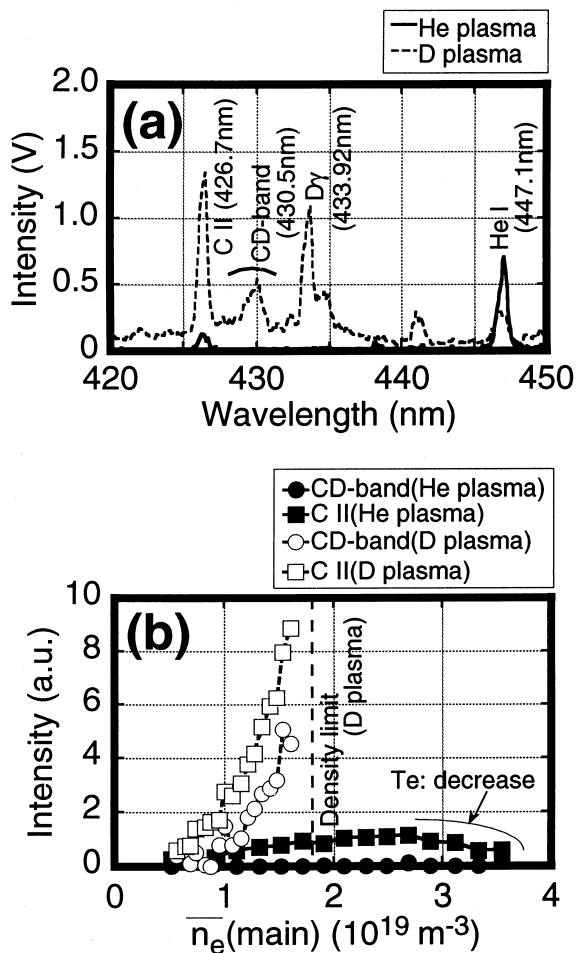 He plasma
D plasma
(a)
2.0
1.5
1.0
0.5
0
Intensity (V)
C II (426.7nm)
CD-band
(430.5nm)
Dγ
(433.92nm)
He I
(447.1nm)
420
430
440
450
Wavelength (nm)
CD-band(He plasma)
C II(He plasma)
CD-band(D plasma)
C II(D plasma)
(b)
10
8
6
4
2
0
Intensity (a.u.)
Density limit
(D plasma)
Te: decrease
0
1
2
3
4
n̅e(main) (10¹⁹ m⁻³)